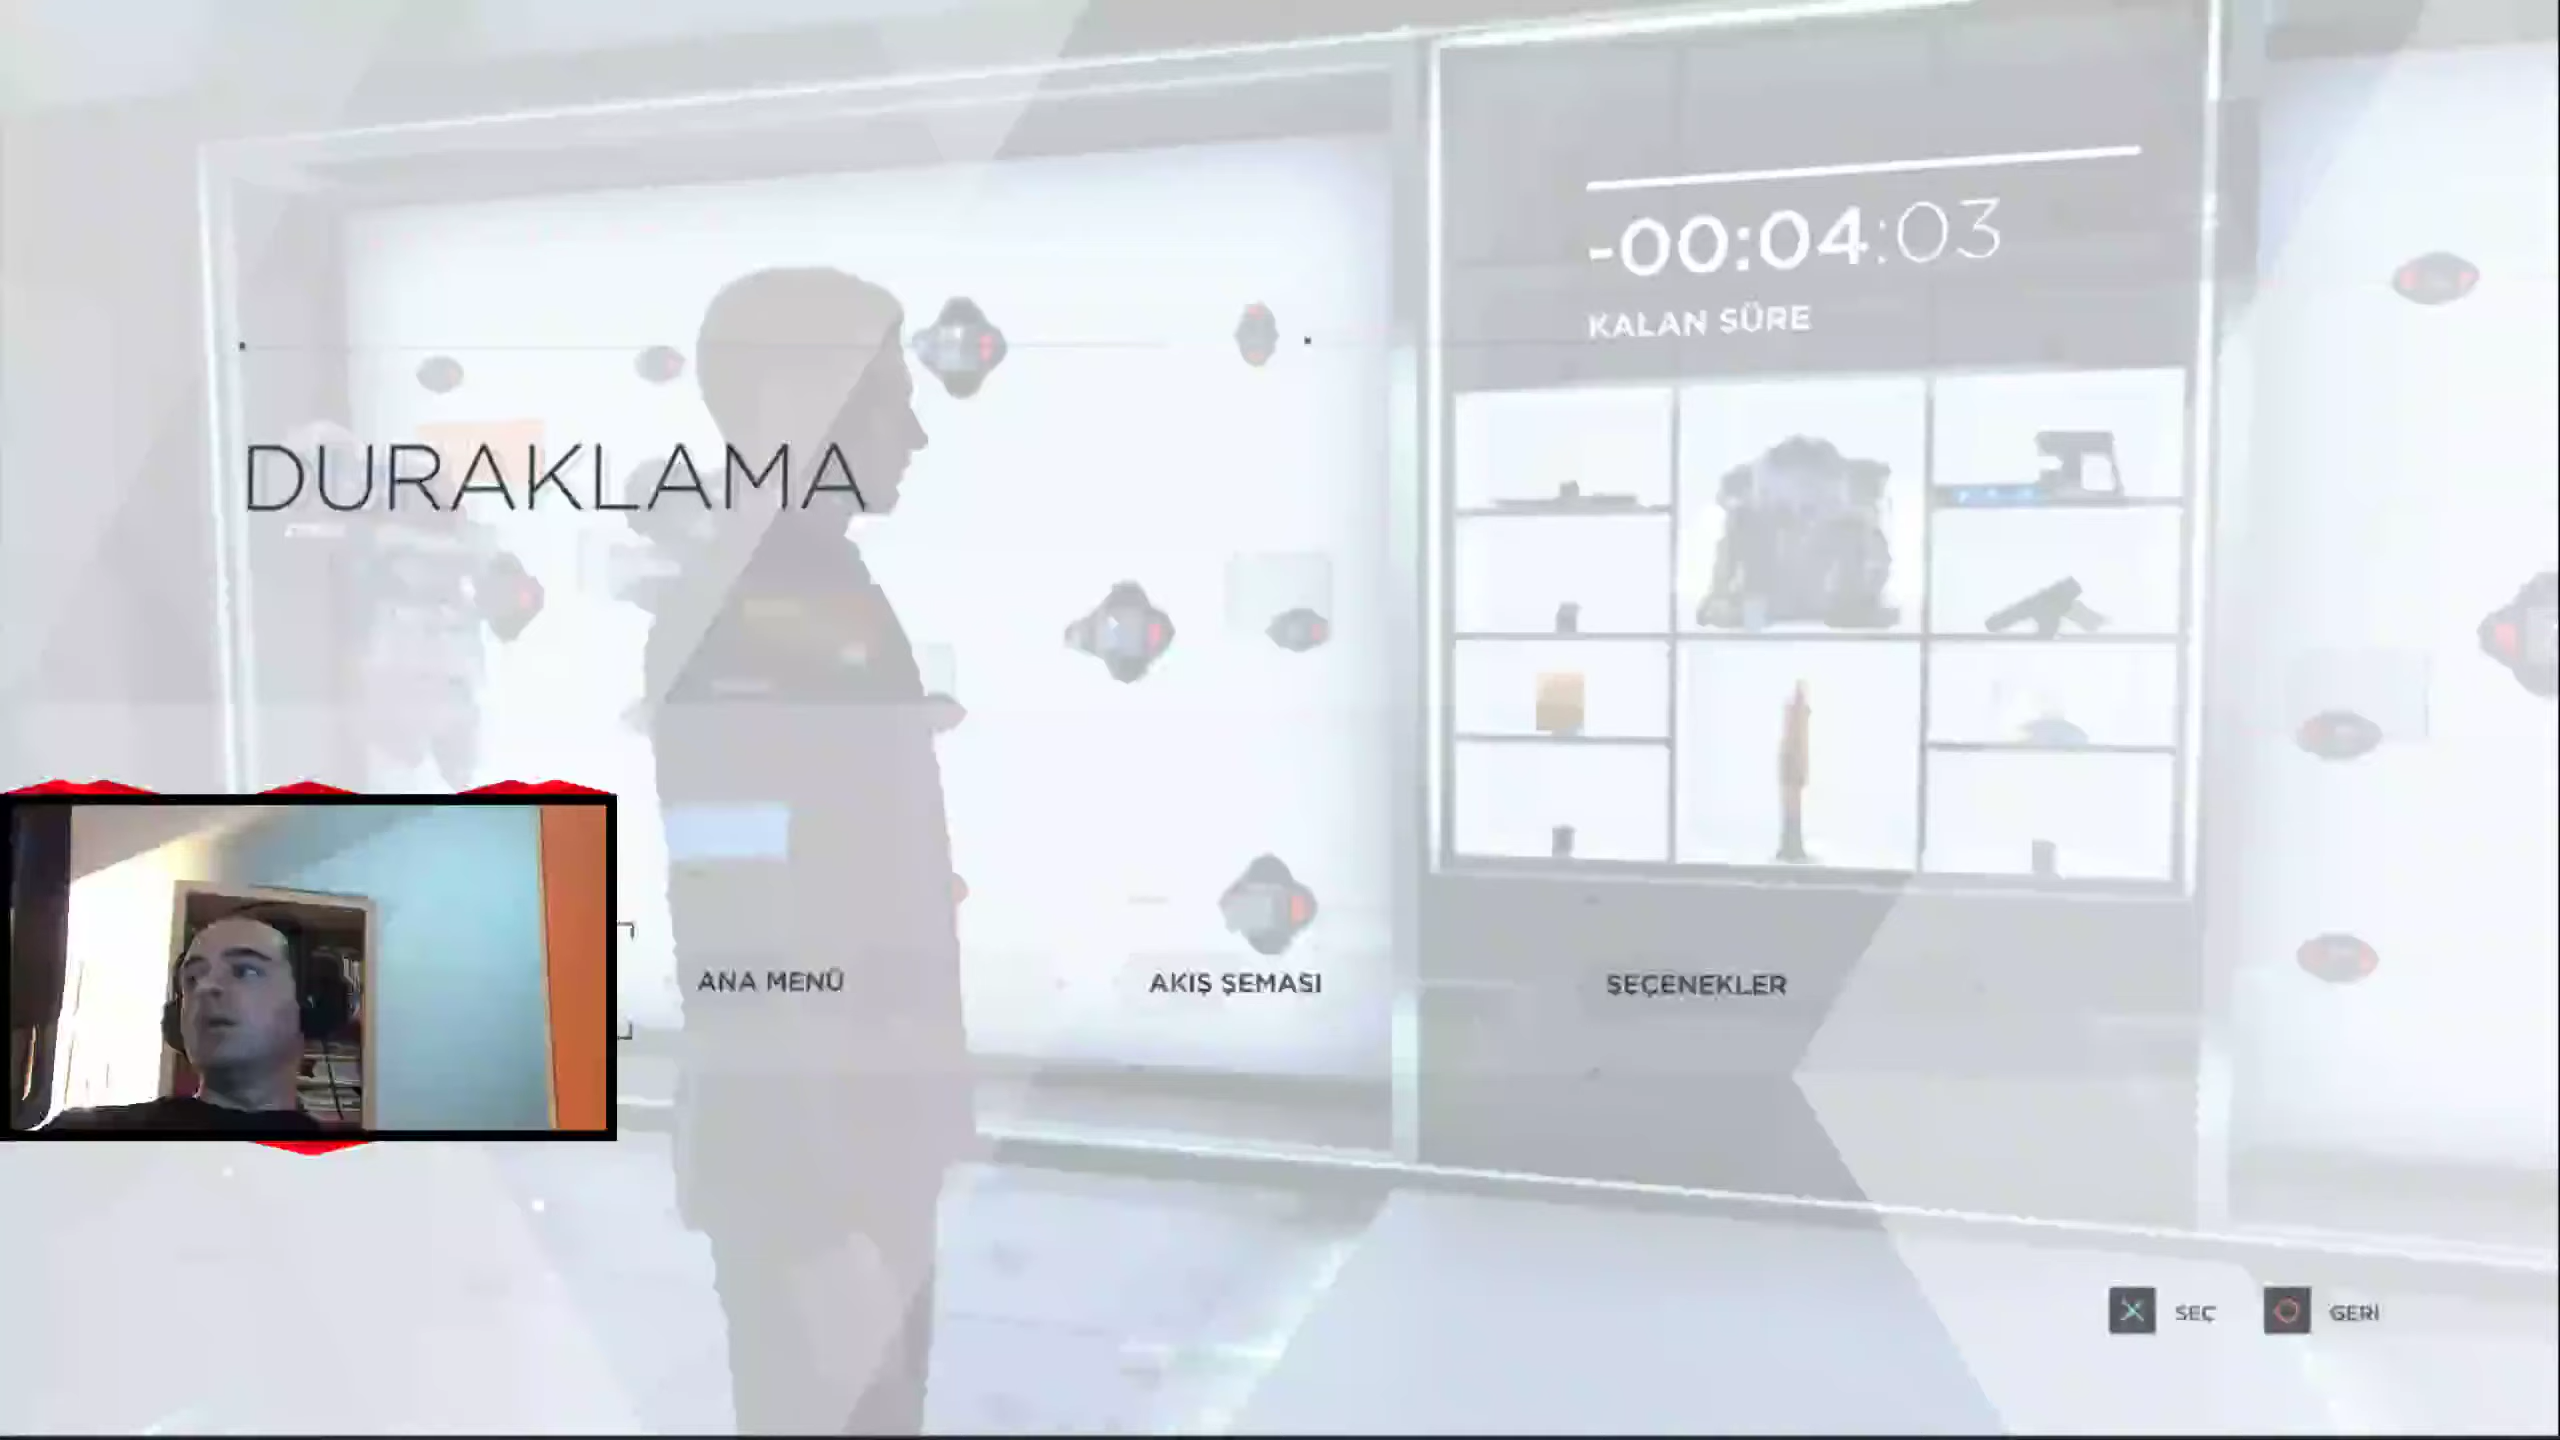 -00:04:03
KALAN SÜRE
DURAKLAMA
ANA MENÜ
AKIŞ ŞEMASI
SEÇENEKLER
SEÇ
GERİ